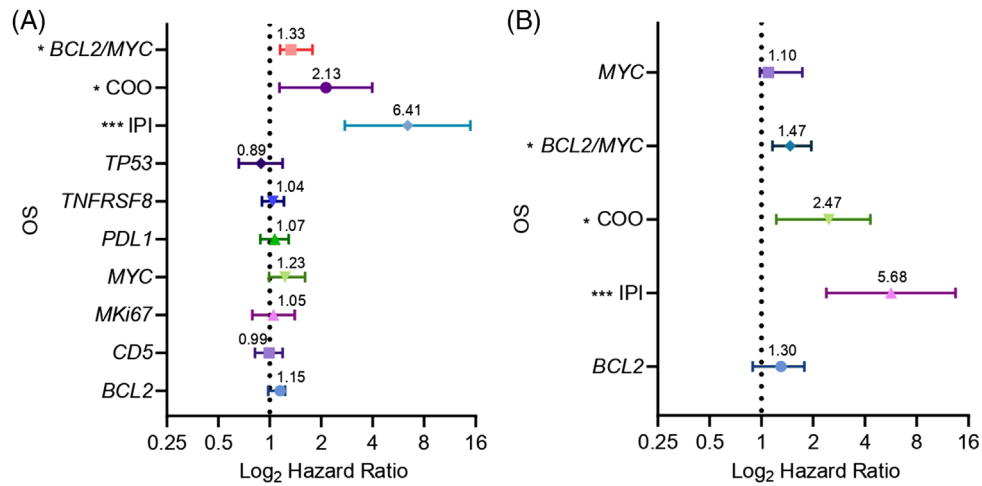 (A)
1.33
* BCL2/MYC
2.13
* COO
6.41
*** IPI
0.89
TP53
1.04
TNFRSF8
1.07
PDL1
1.23
MYC
1.05
MKi67
0.99
CD5
1.15
BCL2
OS
0.25 0.5 1 2 4 8 16
Log₂ Hazard Ratio
(B)
1.10
MYC
1.47
* BCL2/MYC
2.47
* COO
5.68
*** IPI
1.30
BCL2
OS
0.25 0.5 1 2 4 8 16
Log₂ Hazard Ratio